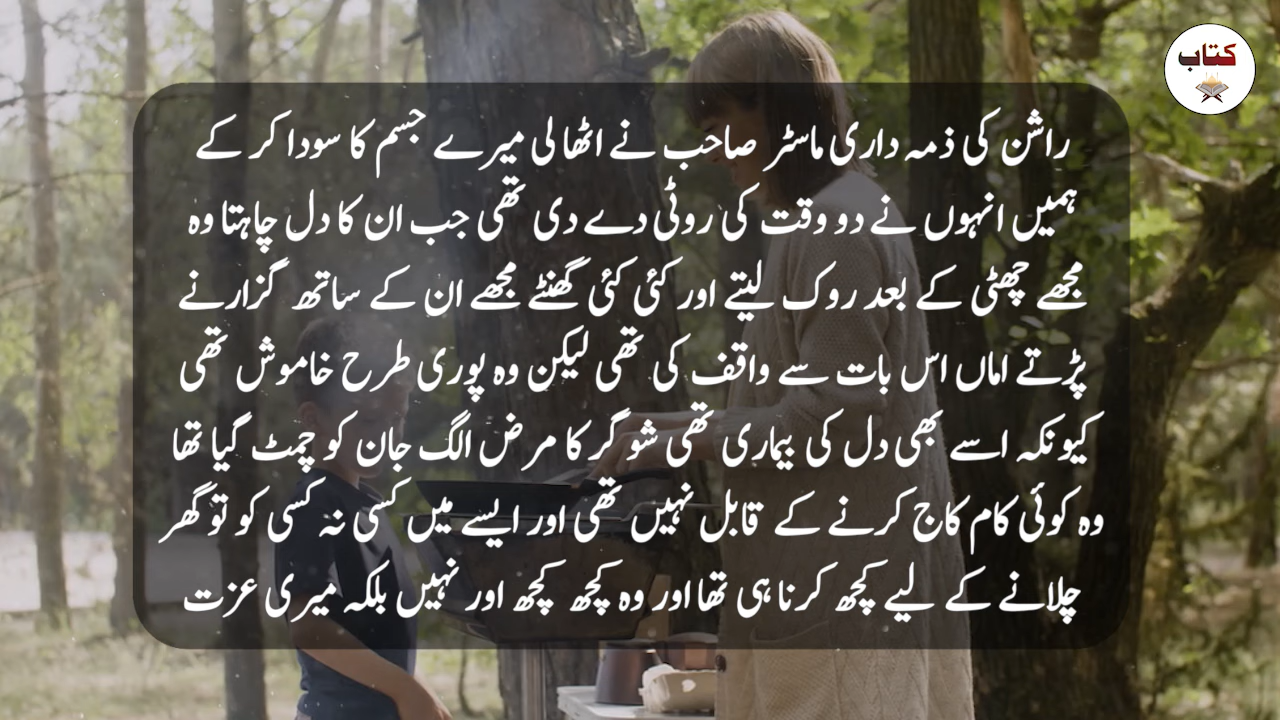 کتاب
راشن کی ذمہ داری ماسٹر صاحب نے اٹھا لی میرے جسم کا سودا کر کے
ہمیں انہوں نے دو وقت کی روٹی دے دی تھی جب ان کا دل چاہتا وہ
مجھے چھٹی کے بعد روک لیتے اور کئی کئی گھنٹے مجھے ان کے ساتھ گزارنے
پڑتے اماں اس بات سے واقف کی تھی لیکن وہ پوری طرح خاموش تھی
کیونکہ اسے بھی دل کی بیماری تھی شوگر کا مرض الگ جان کو چمٹ گیا تھا
وہ کوئی کام کاج کرنے کے قابل نہیں تھی اور ایسے میں کسی نہ کسی کو تو گھر
چلانے کے لیے کچھ کرنا ہی تھا اور وہ کچھ کچھ اور نہیں بلکہ میری عزت